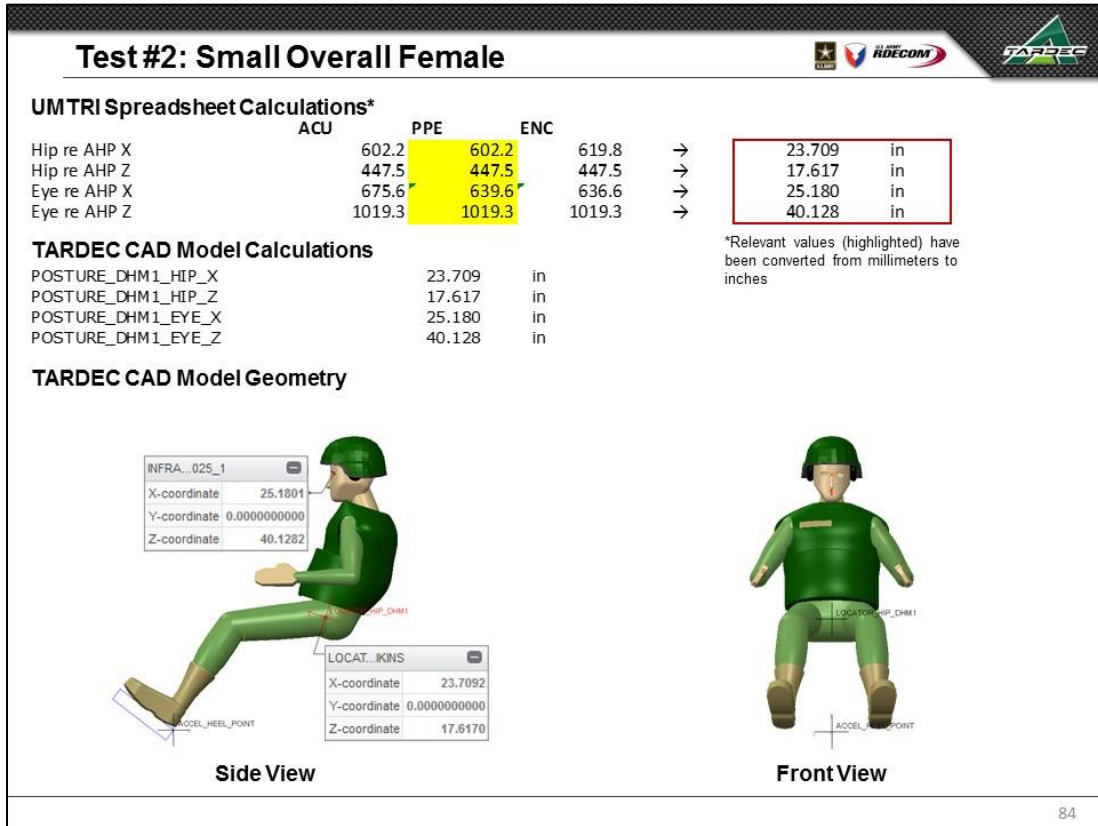 Test #2: Small Overall Female
U.S. ARMY
U.S. ARMY
RDECOM
TARDEC
UMTRI Spreadsheet Calculations*
ACU PPE ENC
Hip re AHP X 602.2 602.2 619.8 → 23.709 in
Hip re AHP Z 447.5 447.5 447.5 → 17.617 in
Eye re AHP X 675.6 639.6 636.6 → 25.180 in
Eye re AHP Z 1019.3 1019.3 1019.3 → 40.128 in
*Relevant values (highlighted) have
been converted from millimeters to
inches
TARDEC CAD Model Calculations
POSTURE_DHM1_HIP_X 23.709 in
POSTURE_DHM1_HIP_Z 17.617 in
POSTURE_DHM1_EYE_X 25.180 in
POSTURE_DHM1_EYE_Z 40.128 in
TARDEC CAD Model Geometry
INFRA...025_1
X-coordinate 25.1801
Y-coordinate 0.0000000000
Z-coordinate 40.1282
LOCAT...IKINS
X-coordinate 23.7092
Y-coordinate 0.0000000000
Z-coordinate 17.6170
ACCEL_HEEL_POINT
LOCATOR_HIP_DHM1
ACCEL_HEEL_POINT
Side View
Front View
84